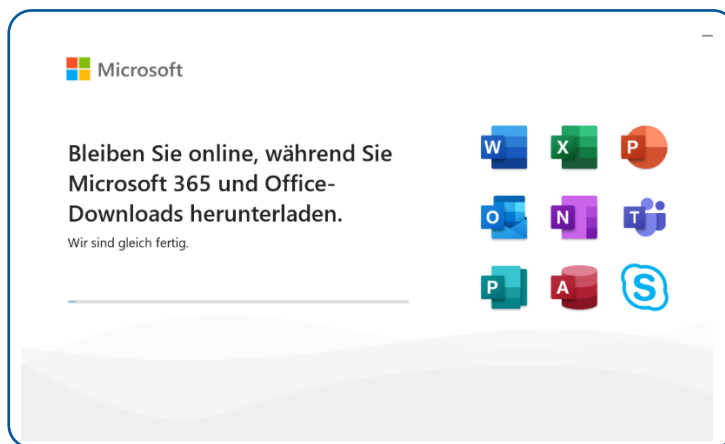 Microsoft
Bleiben Sie online, während Sie
Microsoft 365 und Office-
Downloads herunterladen.
Wir sind gleich fertig.
W X P
O N T
P A S